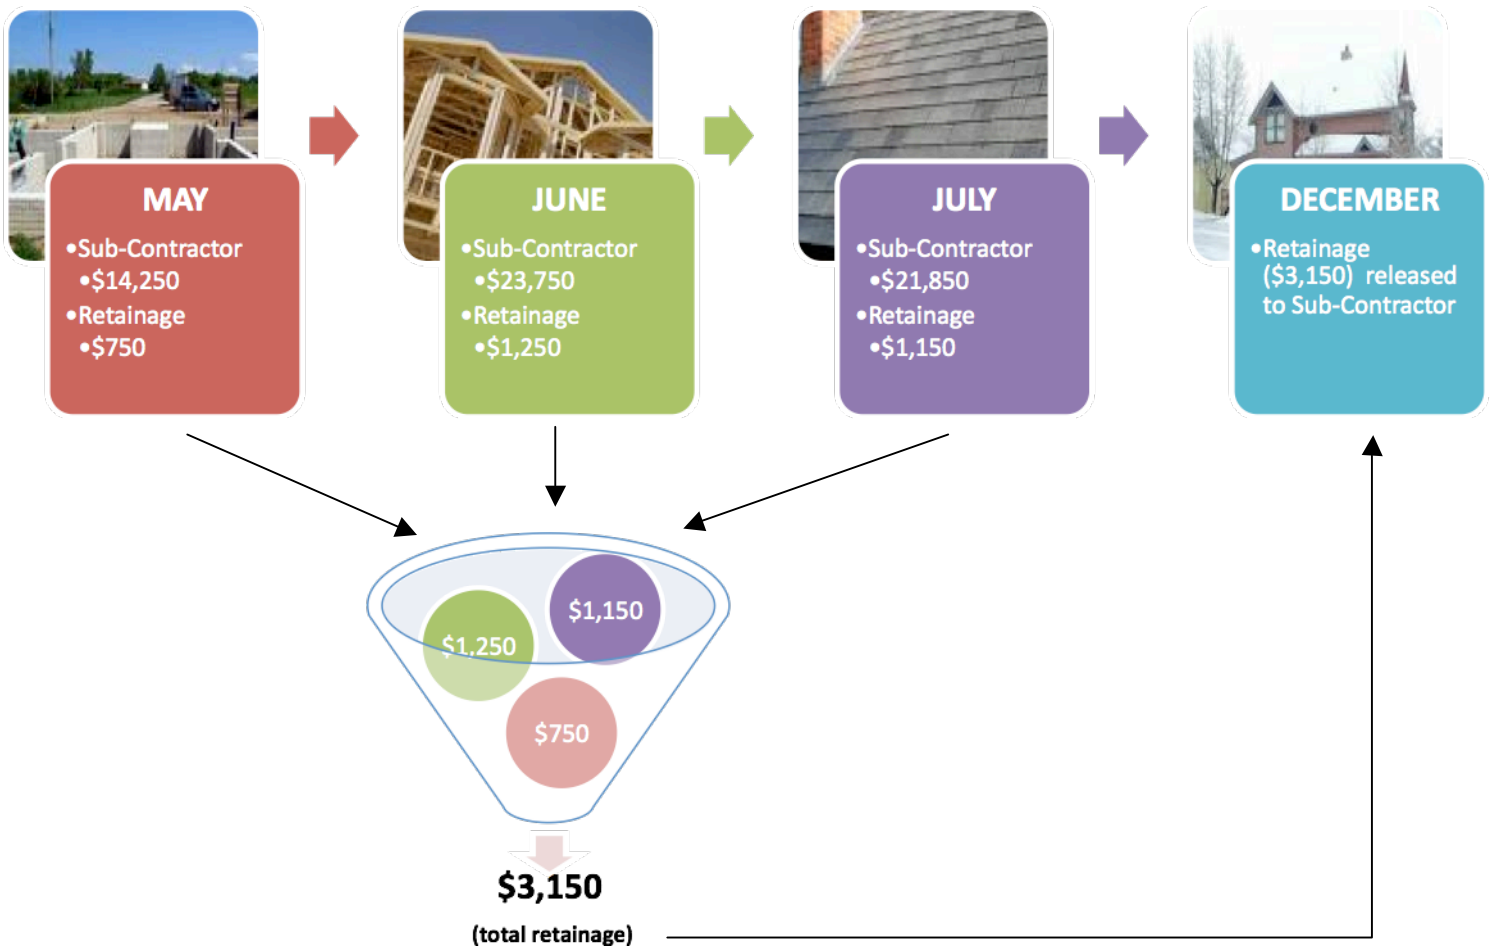 MAY
•Sub-Contractor
•$14,250
•Retainage
•$750
JUNE
•Sub-Contractor
•$23,750
•Retainage
•$1,250
JULY
•Sub-Contractor
•$21,850
•Retainage
•$1,150
DECEMBER
•Retainage
($3,150) released
to Sub-Contractor
$1,150
$1,250
$750
$3,150
(total retainage)